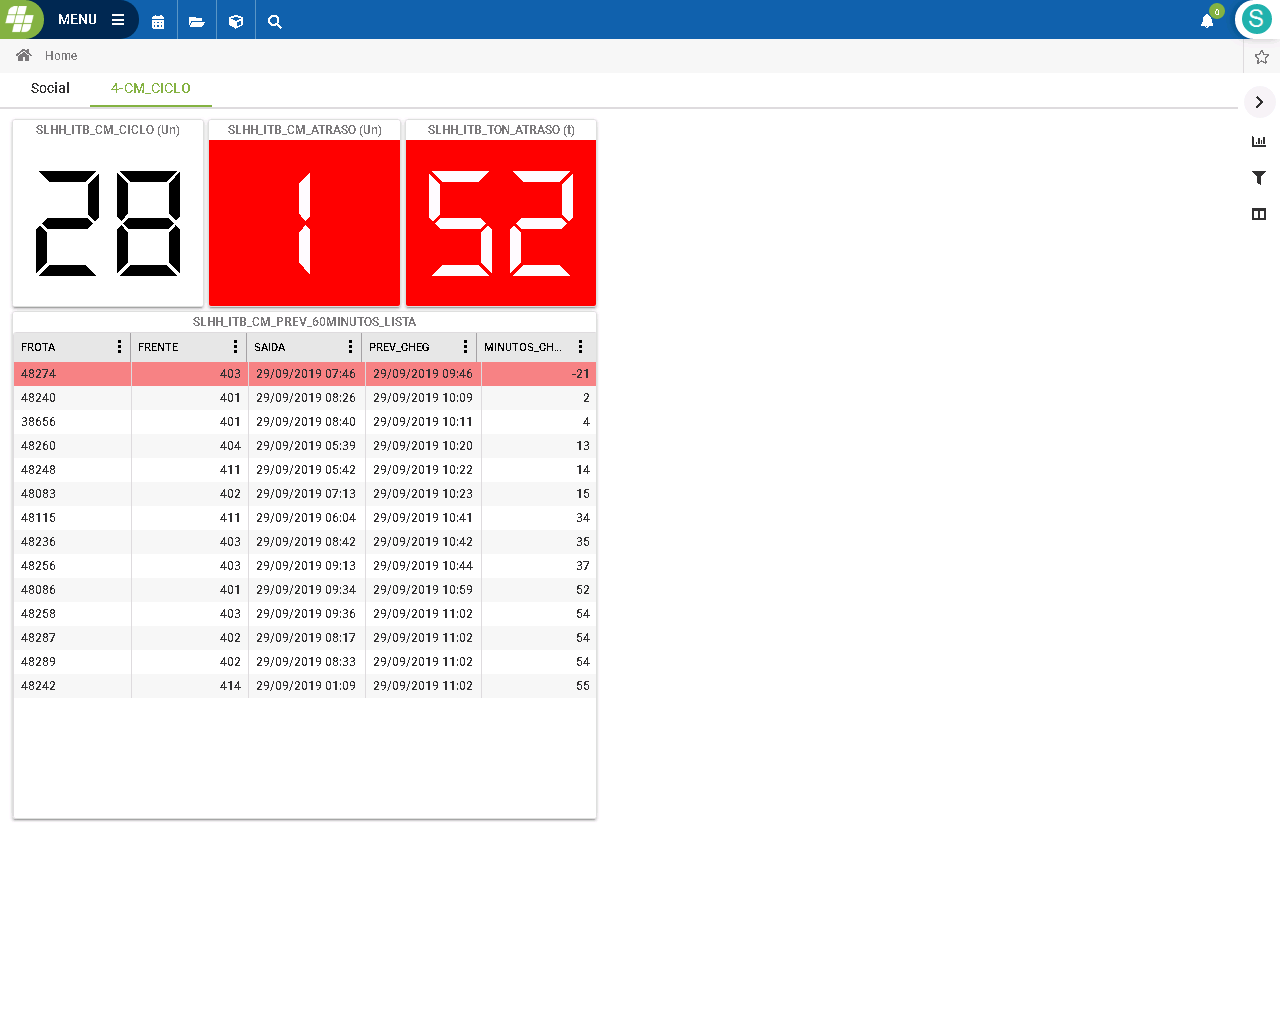 MENU
0
S
Home
Social 4-CM_CICLO
SLHH_ITB_CM_CICLO (Un) SLHH_ITB_CM_ATRASO (Un) SLHH_ITB_TON_ATRASO (t)
28 1 52
SLHH_ITB_CM_PREV_60MINUTOS_LISTA
FROTA FRENTE SAIDA PREV_CHEG MINUTOS_CH...
48274 403 29/09/2019 07:46 29/09/2019 09:46 -21
48240 401 29/09/2019 08:26 29/09/2019 10:09 2
38656 401 29/09/2019 08:40 29/09/2019 10:11 4
48260 404 29/09/2019 05:39 29/09/2019 10:20 13
48248 411 29/09/2019 05:42 29/09/2019 10:22 14
48083 402 29/09/2019 07:13 29/09/2019 10:23 15
48115 411 29/09/2019 06:04 29/09/2019 10:41 34
48236 403 29/09/2019 08:42 29/09/2019 10:42 35
48256 403 29/09/2019 09:13 29/09/2019 10:44 37
48086 401 29/09/2019 09:34 29/09/2019 10:59 52
48258 403 29/09/2019 09:36 29/09/2019 11:02 54
48287 402 29/09/2019 08:17 29/09/2019 11:02 54
48289 402 29/09/2019 08:33 29/09/2019 11:02 54
48242 414 29/09/2019 01:09 29/09/2019 11:02 55